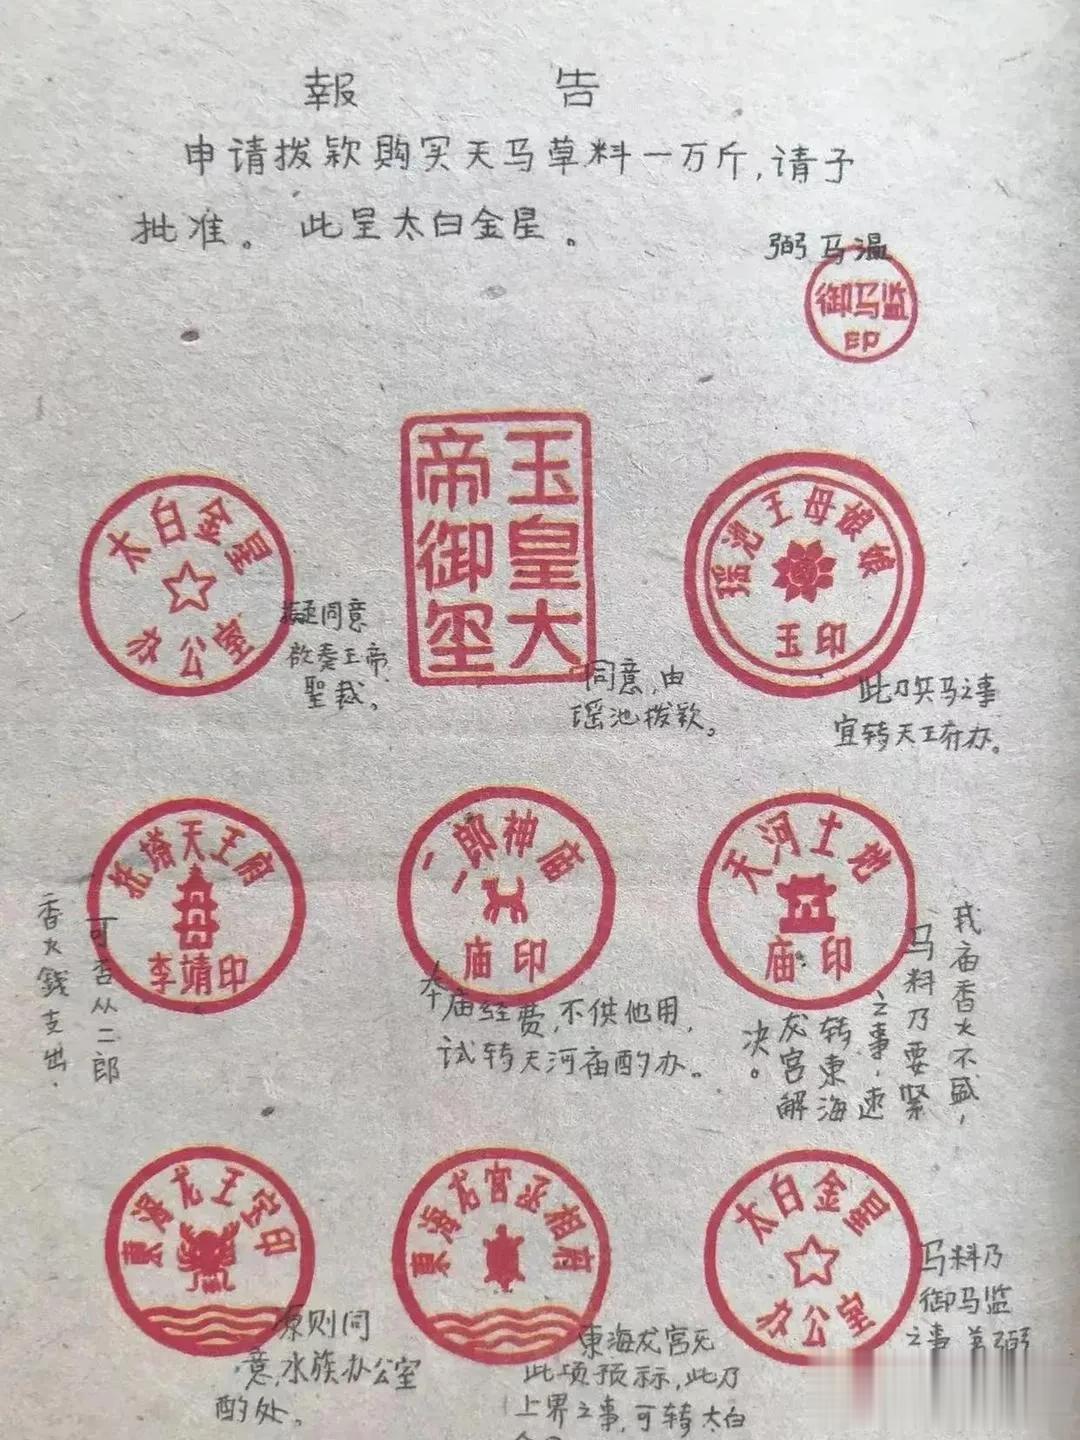 報 告
申请拨款购买天马草料一万斤,请予
批准。 此呈太白金星。
弼马温
御马监
印
太白金星
办公室
拟同意
啟奏玉帝
聖裁。
玉皇大
帝御玺
同意,由
瑶池拨款。
瑶池王母娘娘
玉印
此乃兵马之事
宜转天王府办。
托塔天王府
李靖印
可否从二郎
香火錢支出.
二郎神庙
庙印
本庙经费,不供他用,
试转天河庙酌办。
天河土地
庙印
我庙香火不盛,
马料乃要紧
之事,速
转東海
龙宫解
决。
東海龙王宝印
原则同
意,水族办公室
酌处。
東海龙宫丞相府
東海龙宫无
此项预标,此乃
上界之事,可转太白
太白金星
办公室
马料乃
御马监
之事 弼